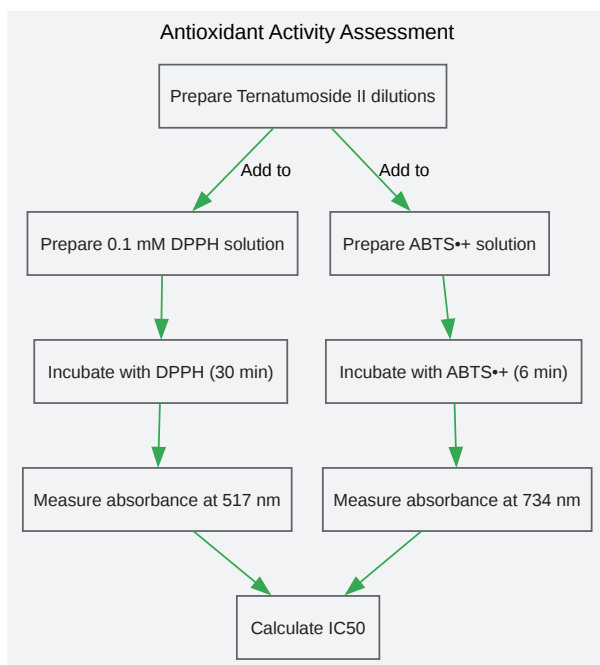 Antioxidant Activity Assessment
Prepare Ternatumoside II dilutions
Add to
Add to
Prepare 0.1 mM DPPH solution
Prepare ABTS•+ solution
Incubate with DPPH (30 min)
Incubate with ABTS•+ (6 min)
Measure absorbance at 517 nm
Measure absorbance at 734 nm
Calculate IC50